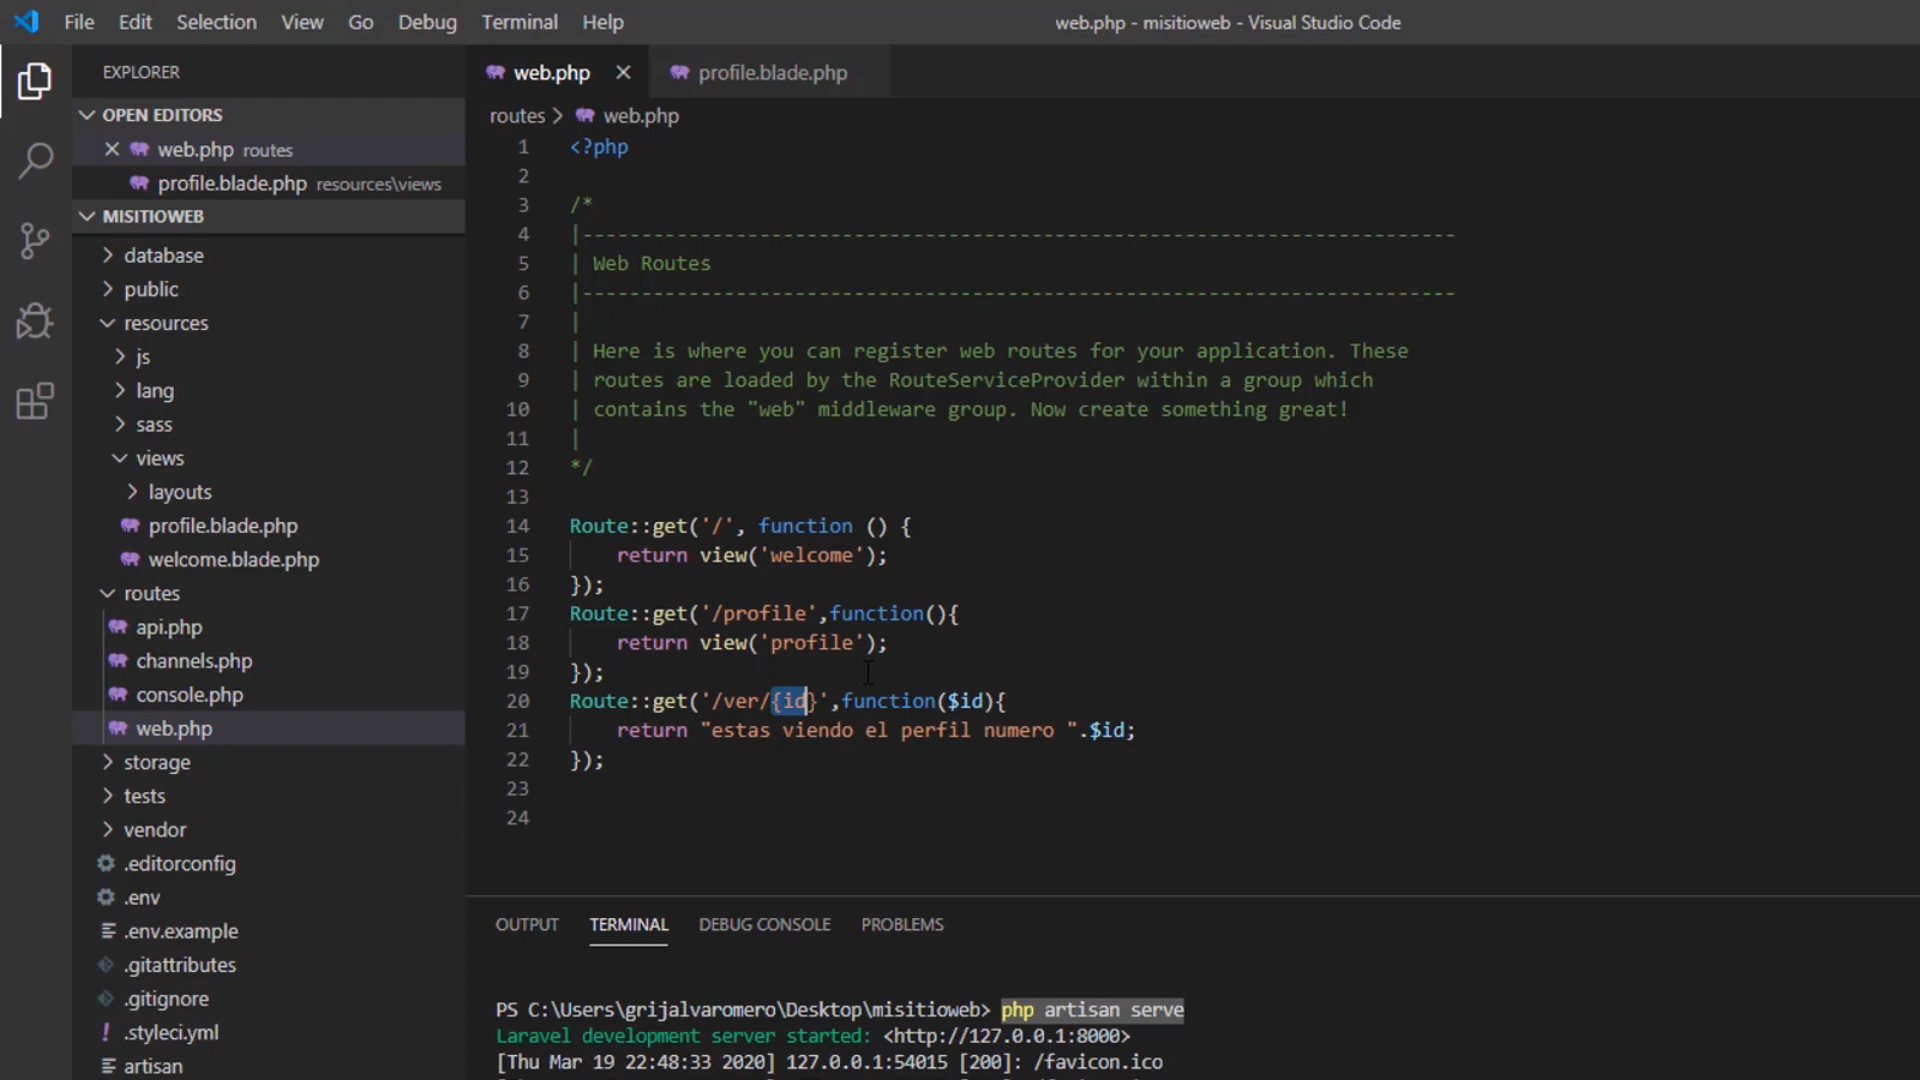 File Edit Selection View Go Debug Terminal Help
web.php - misitioweb - Visual Studio Code
EXPLORER
OPEN EDITORS
web.php routes
profile.blade.php resources\views
MISITIOWEB
database
public
resources
js
lang
sass
views
layouts
profile.blade.php
welcome.blade.php
routes
api.php
channels.php
console.php
web.php
storage
tests
vendor
.editorconfig
.env
.env.example
.gitattributes
.gitignore
.styleci.yml
artisan
web.php
profile.blade.php
routes > web.php
1 <?php
2
3 /*
4 |--------------------------------------------------------------------------
5 | Web Routes
6 |--------------------------------------------------------------------------
7 |
8 | Here is where you can register web routes for your application. These
9 | routes are loaded by the RouteServiceProvider within a group which
10 | contains the "web" middleware group. Now create something great!
11 |
12 */
13
14 Route::get('/', function () {
15     return view('welcome');
16 });
17 Route::get('/profile',function(){
18     return view('profile');
19 });
20 Route::get('/ver/{id}',function($id){
21     return "estas viendo el perfil numero ".$id;
22 });
23
24
OUTPUT TERMINAL DEBUG CONSOLE PROBLEMS
PS C:\Users\grijalvaromero\Desktop\misitioweb> php artisan serve
Laravel development server started: <http://127.0.0.1:8000>
[Thu Mar 19 22:48:33 2020] 127.0.0.1:54015 [200]: /favicon.ico